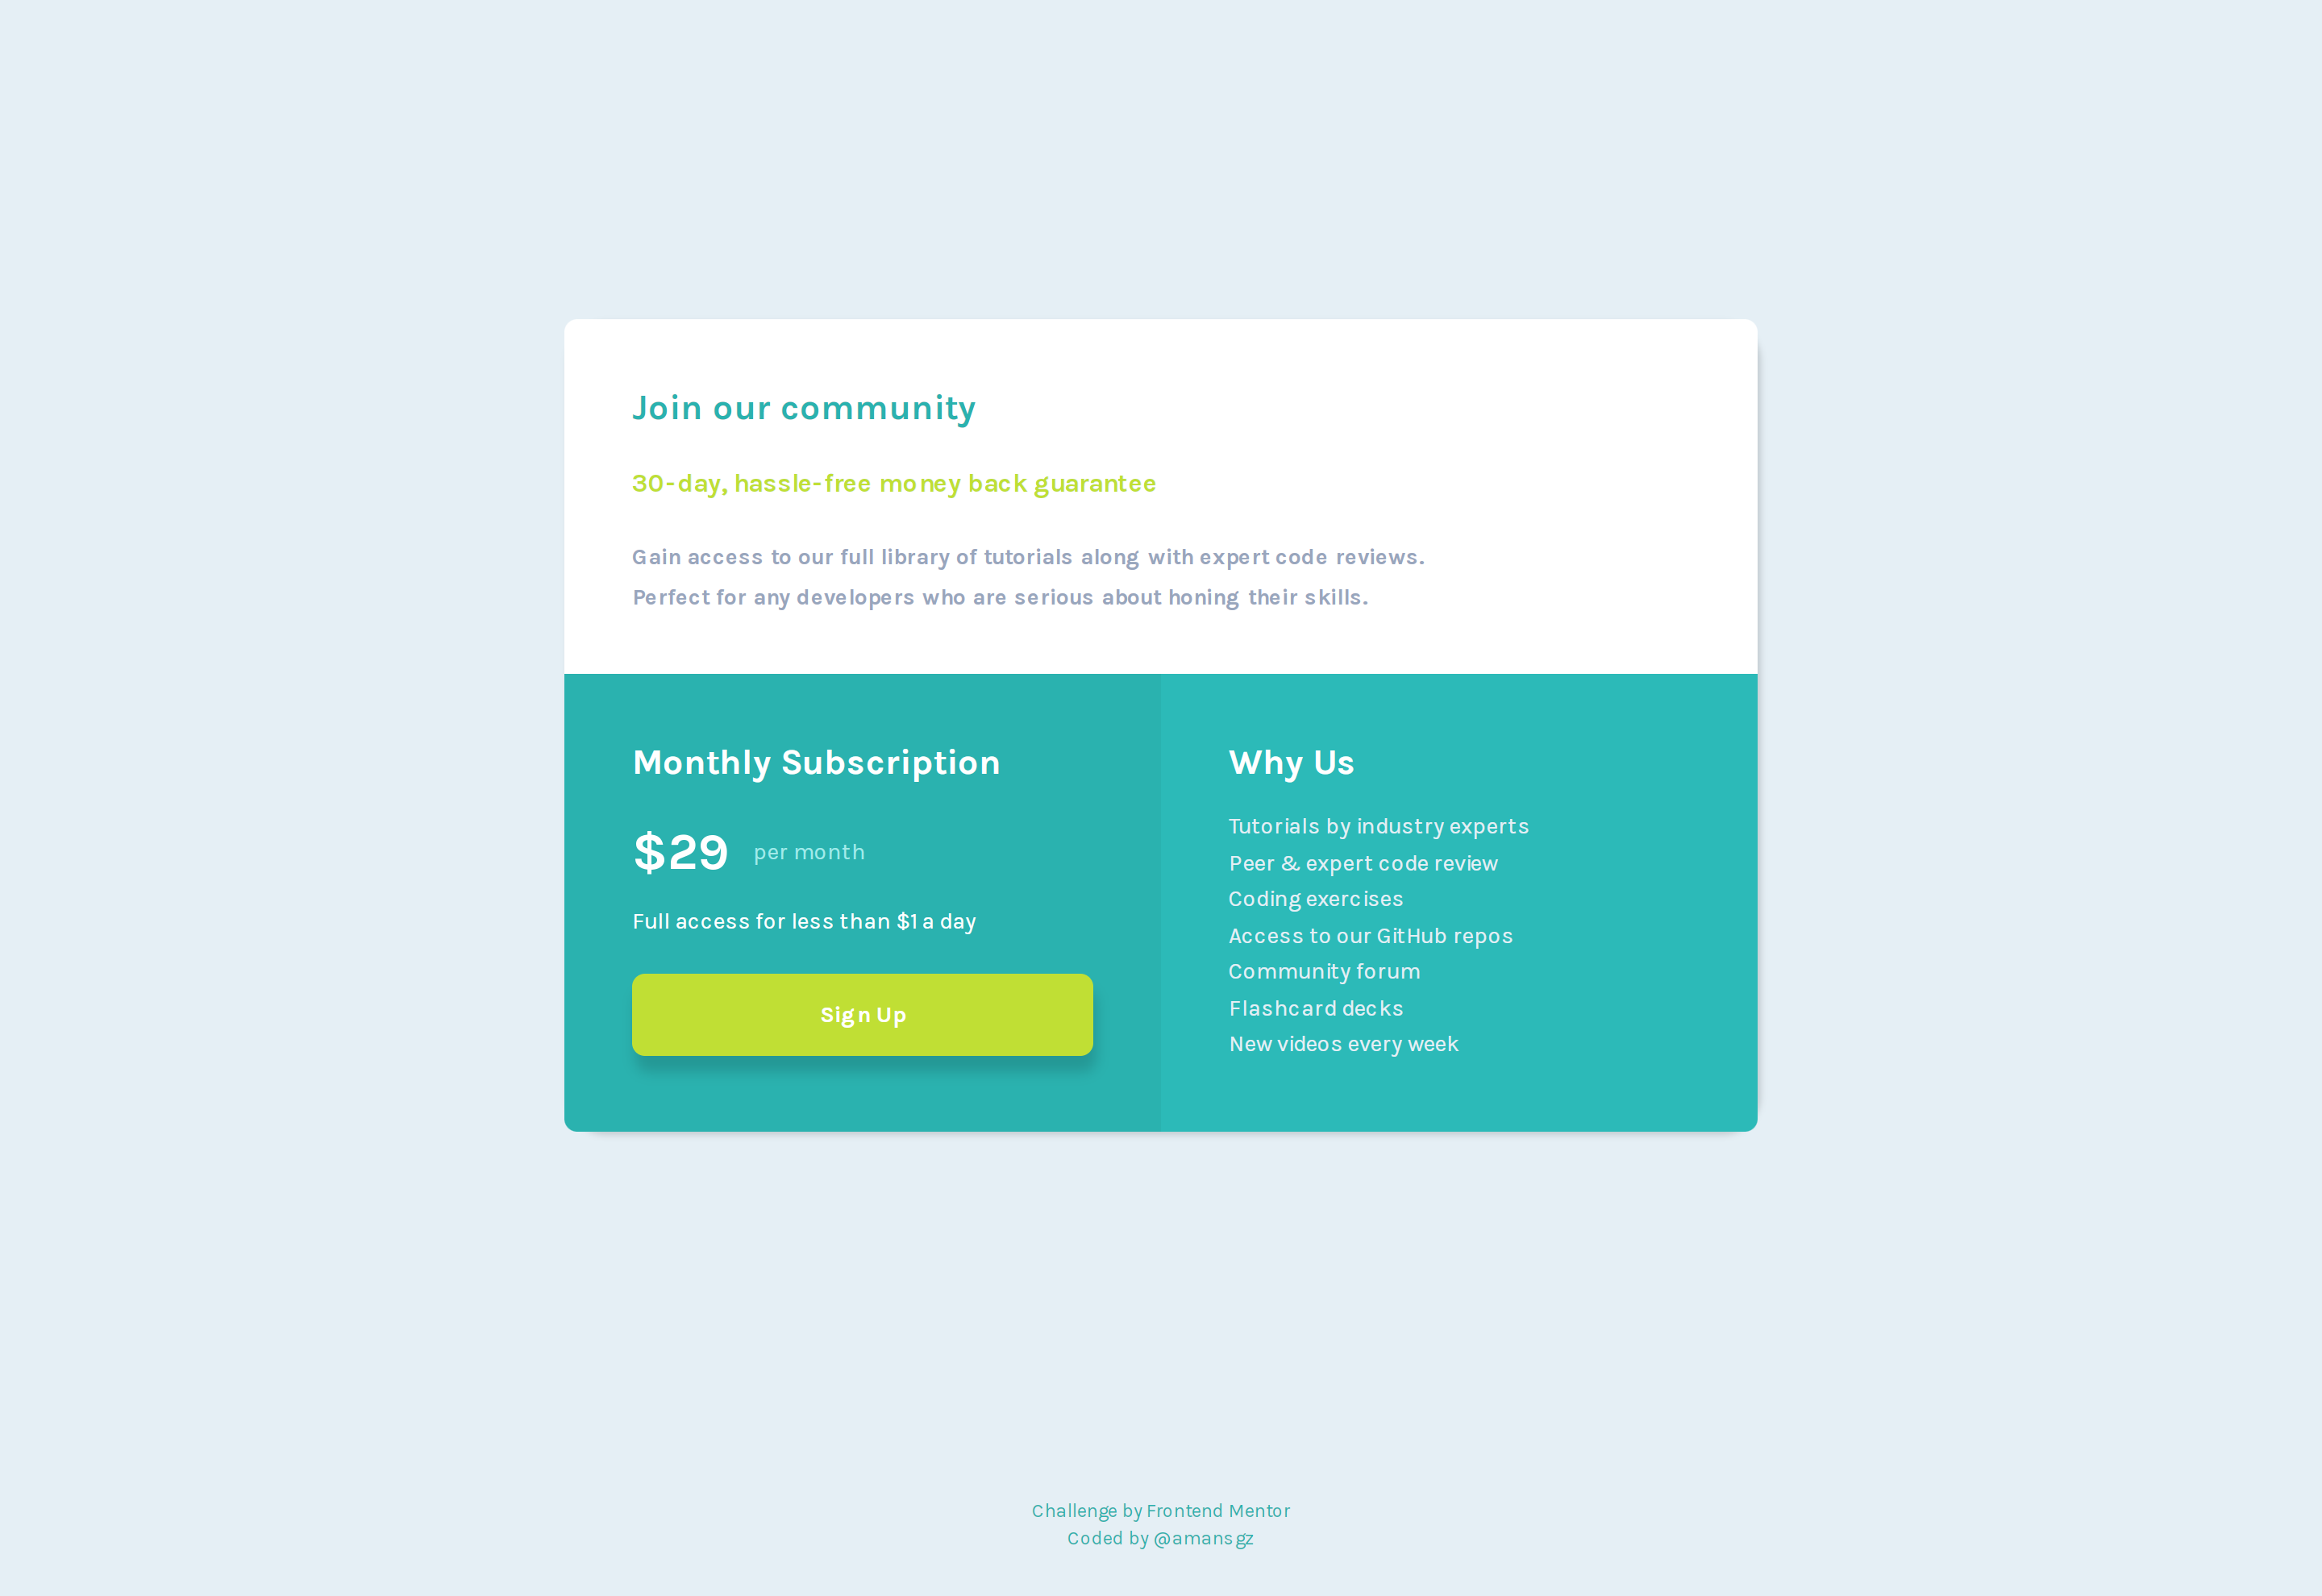 Join our community
30-day, hassle-free money back guarantee
Gain access to our full library of tutorials along with expert code reviews.
Perfect for any developers who are serious about honing their skills.
Monthly Subscription
$29 per month
Full access for less than $1 a day
Sign Up
Why Us
Tutorials by industry experts
Peer & expert code review
Coding exercises
Access to our GitHub repos
Community forum
Flashcard decks
New videos every week
Challenge by Frontend Mentor
Coded by @amansgz